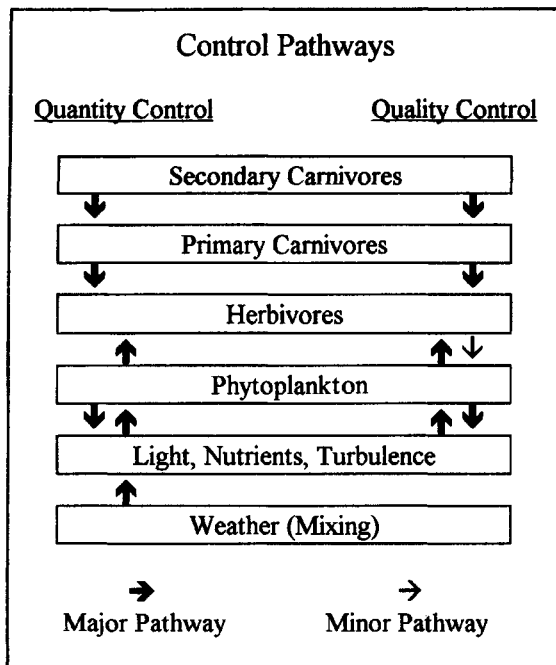 Control Pathways
Quantity Control Quality Control
Secondary Carnivores
Primary Carnivores
Herbivores
Phytoplankton
Light, Nutrients, Turbulence
Weather (Mixing)
Major Pathway Minor Pathway